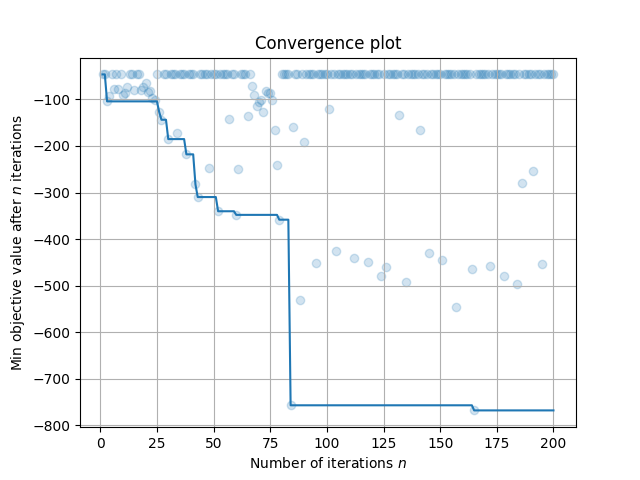 Convergence plot
Min objective value after n iterations
−100
−200
−300
−400
−500
−600
−700
−800
0 25 50 75 100 125 150 175 200
Number of iterations n